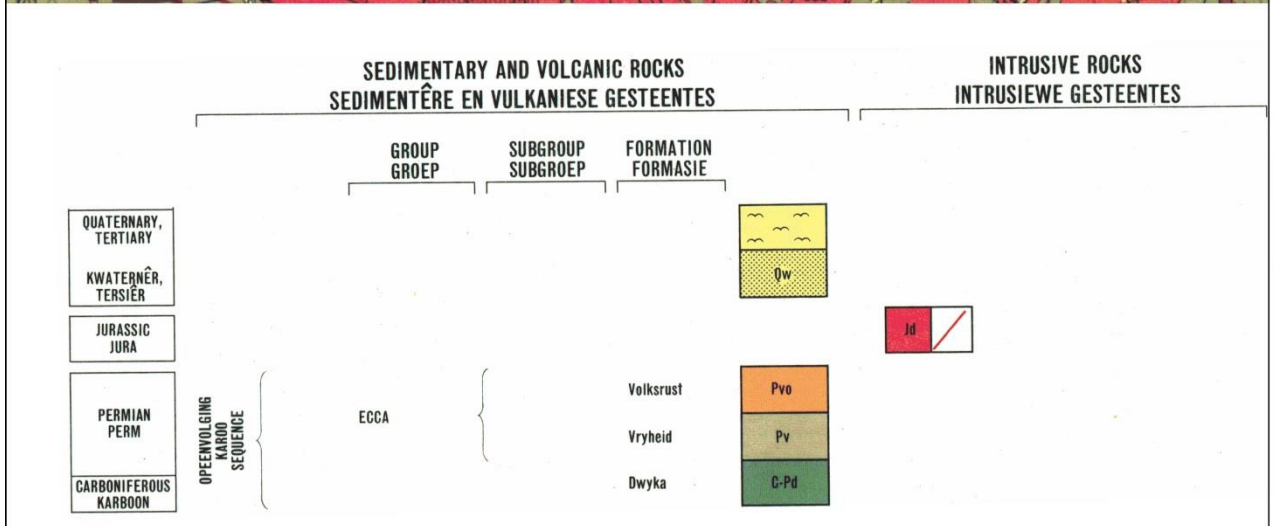 SEDIMENTARY AND VOLCANIC ROCKS
SEDIMENTÊRE EN VULKANIESE GESTEENTES
INTRUSIVE ROCKS
INTRUSIEWE GESTEENTES
GROUP
GROEP
SUBGROUP
SUBGROEP
FORMATION
FORMASIE
QUATERNARY,
TERTIARY
KWATERNÊR,
TERSIÊR
Qw
JURASSIC
JURA
Jd
PERMIAN
PERM
CARBONIFEROUS
KARBOON
OPEENVOLGING
KAROO
SEQUENCE
ECCA
Volksrust
Pvo
Vryheid
Pv
Dwyka
C-Pd